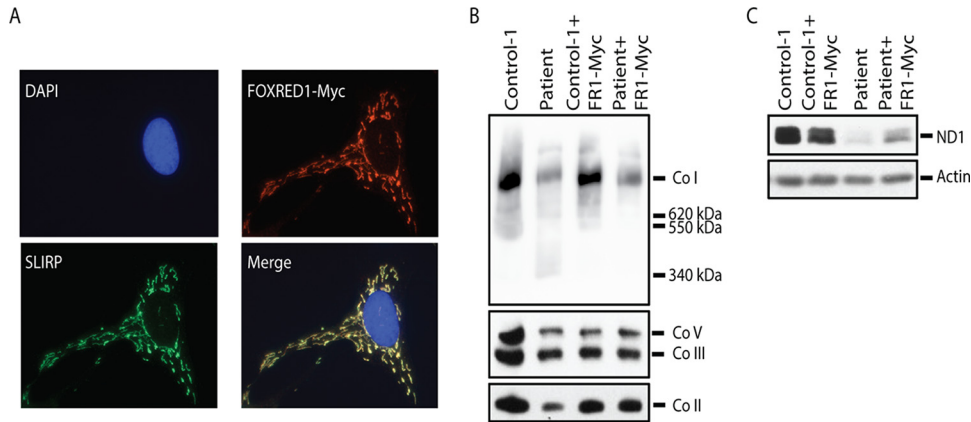 A
DAPI
FOXRED1-Myc
SLIRP
Merge
B
Control-1
Patient
Control-1+
FR1-Myc
Patient+
FR1-Myc
Co I
620 kDa
550 kDa
340 kDa
Co V
Co III
Co II
C
Control-1
Control-1+
FR1-Myc
Patient
Patient+
FR1-Myc
ND1
Actin